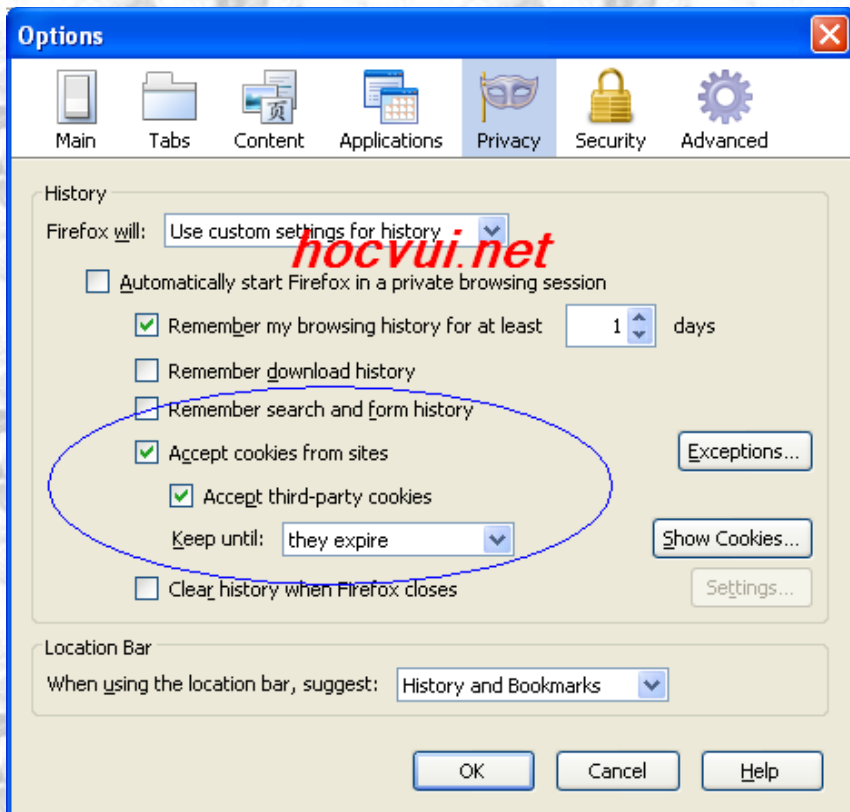 Options
Main Tabs Content Applications Privacy Security Advanced
History
Firefox will: Use custom settings for history
hocvui.net
Automatically start Firefox in a private browsing session
Remember my browsing history for at least 1 days
Remember download history
Remember search and form history
Accept cookies from sites Exceptions...
Accept third-party cookies
Keep until: they expire Show Cookies...
Clear history when Firefox closes Settings...
Location Bar
When using the location bar, suggest: History and Bookmarks
OK Cancel Help